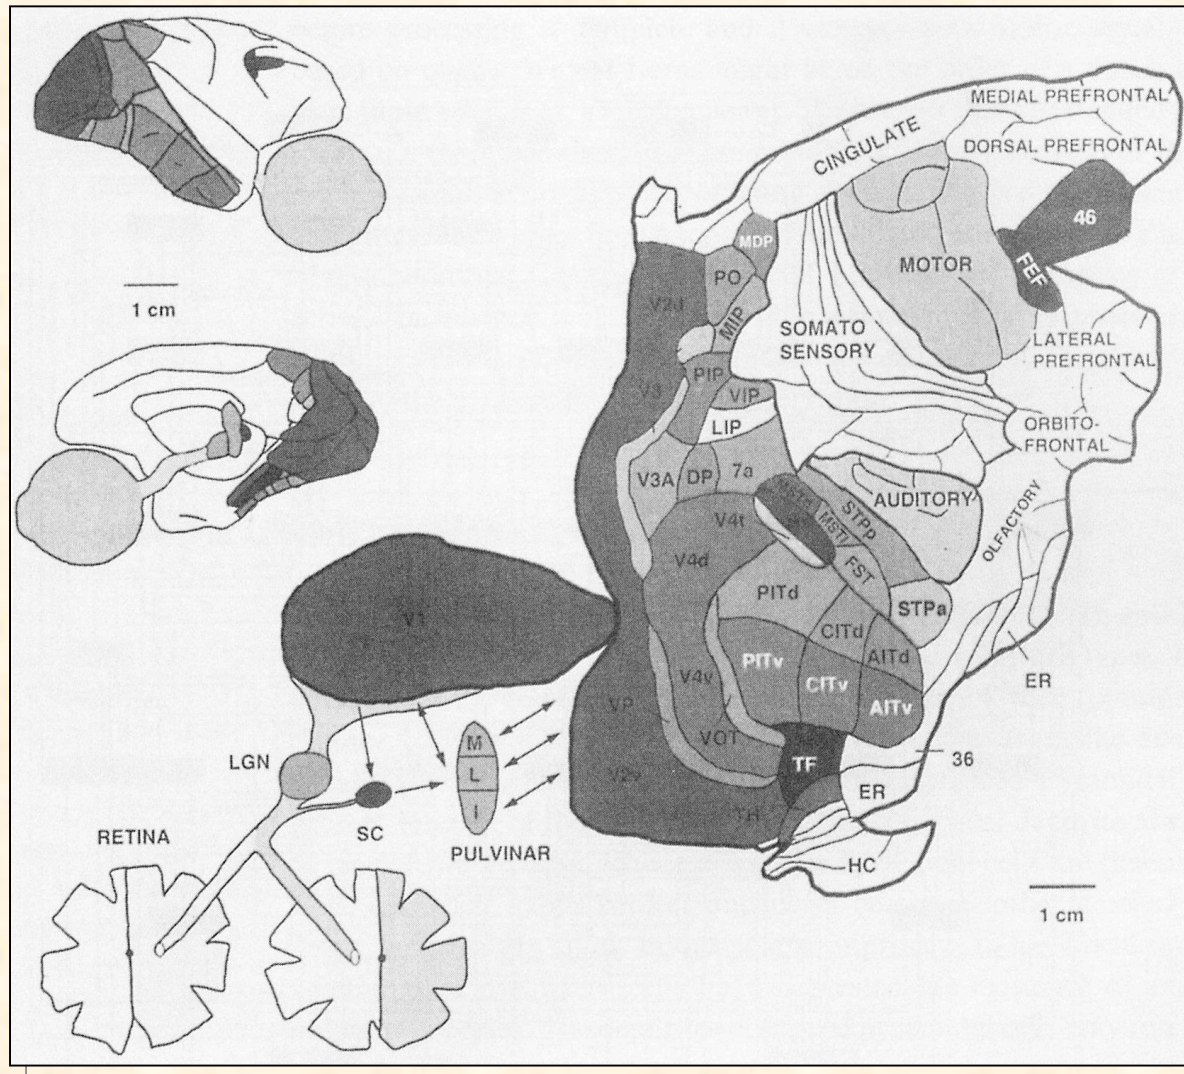 1 cm
MEDIAL PREFRONTAL
CINGULATE
DORSAL PREFRONTAL
46
MDP
FEF
MOTOR
PO
V2d
MIP
SOMATO
SENSORY
LATERAL
PREFRONTAL
V3
PIP
VIP
LIP
ORBITO-
FRONTAL
V3A
DP
7a
AUDITORY
STPp
MSTl
V4t
OLFACTORY
V4d
FST
PITd
STPa
V1
CITd
AITd
PITv
V4v
CITv
ER
AITv
VP
VOT
M
LGN
L
V2v
TF
36
ER
I
TH
RETINA
SC
PULVINAR
HC
1 cm